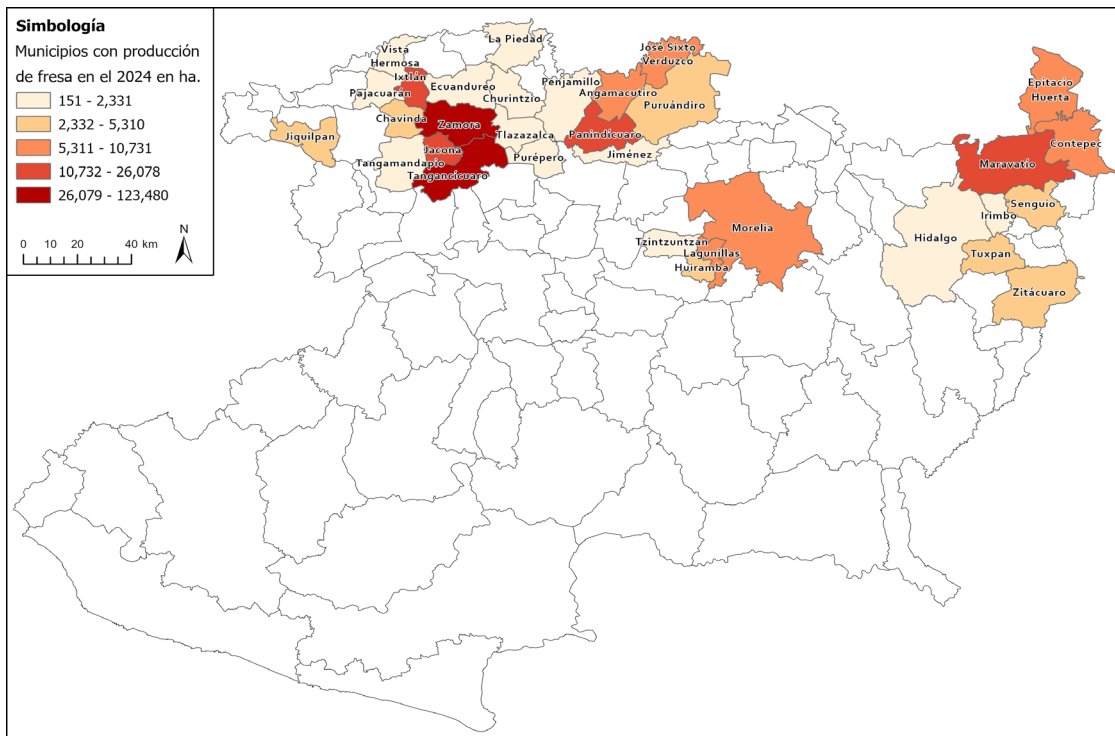 Simbología
Municipios con producción
de fresa en el 2024 en ha.
151 - 2,331
2,332 - 5,310
5,311 - 10,731
10,732 - 26,078
26,079 - 123,480
0 10 20 40 km
N
La Piedad
Vista
Hermosa
Ixtlán
Pajacuarán
Ecuandureo
Churintzio
Penjamillo
José Sixto
Verduzco
Angamacutiro
Puruándiro
Epitacio
Huerta
Chavinda
Zamora
Jiquilpan
Tlazazalca
Panindícuaro
Contepec
Jacona
Purépero
Jiménez
Maravatío
Tangamandapío
Tangancícuaro
Senguio
Irimbo
Morelia
Hidalgo
Tzintzuntzán
Lagunillas
Huiramba
Tuxpan
Zitácuaro